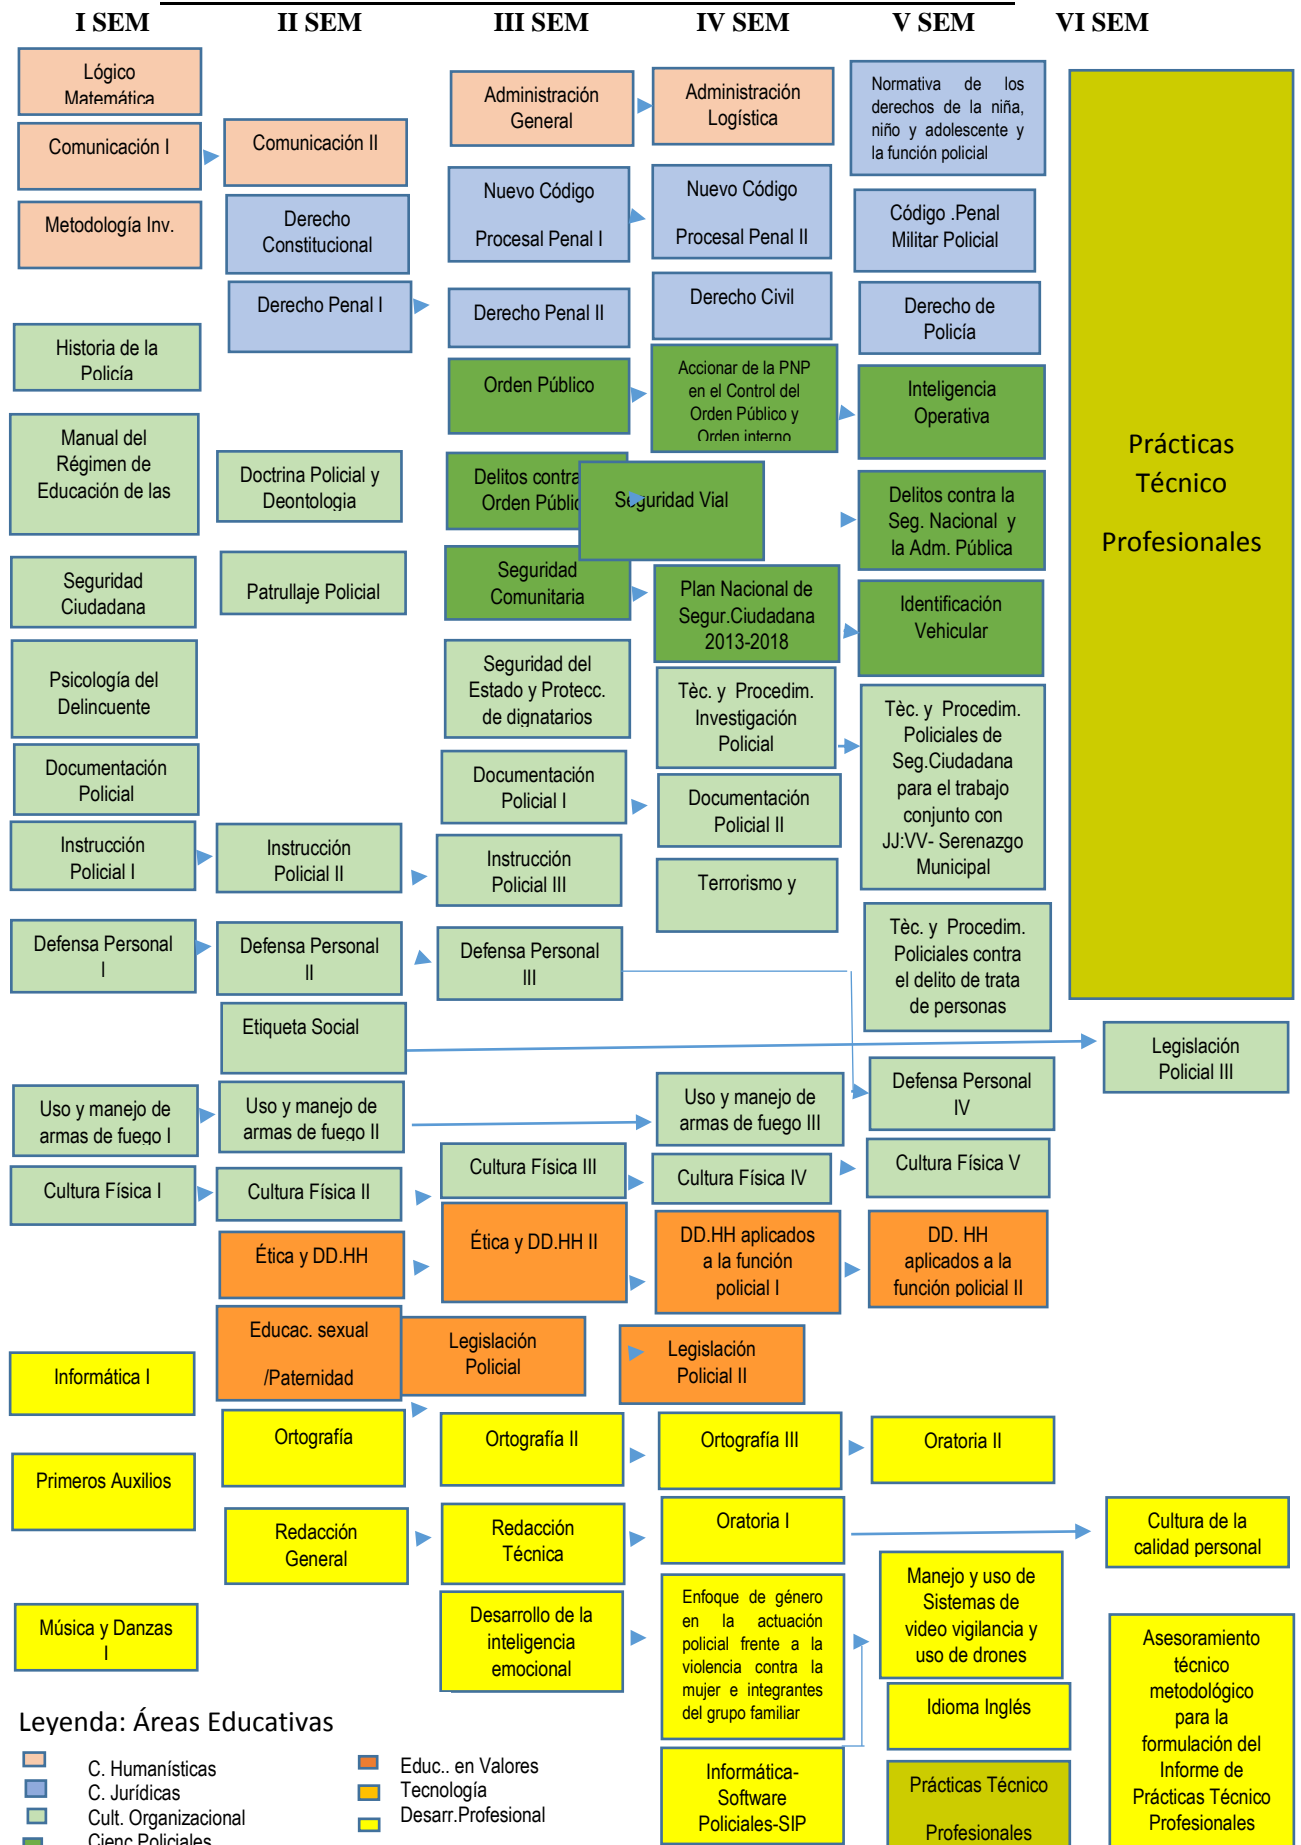 I SEM
II SEM
III SEM
IV SEM
V SEM
VI SEM
Lógico
Matemática
Comunicación I
Metodología Inv.
Historia de la
Policía
Manual del
Régimen de
Educación de las
Seguridad
Ciudadana
Psicología del
Delincuente
Documentación
Policial
Instrucción
Policial I
Defensa Personal
I
Uso y manejo de
armas de fuego I
Cultura Física I
Informática I
Primeros Auxilios
Música y Danzas
I
Comunicación II
Derecho
Constitucional
Derecho Penal I
Doctrina Policial y
Deontologia
Patrullaje Policial
Instrucción
Policial II
Defensa Personal
II
Etiqueta Social
Uso y manejo de
armas de fuego II
Cultura Física II
Ética y DD.HH
Educac. sexual
/Paternidad
Ortografía
Redacción
General
Administración
General
Nuevo Código
Procesal Penal I
Derecho Penal II
Orden Público
Delitos contra
Orden Públic
Seguridad
Comunitaria
Seguridad del
Estado y Protecc.
de dignatarios
Documentación
Policial I
Instrucción
Policial III
Defensa Personal
III
Cultura Física III
Ética y DD.HH II
Legislación
Policial
Ortografía II
Redacción
Técnica
Desarrollo de la
inteligencia
emocional
Administración
Logística
Nuevo Código
Procesal Penal II
Derecho Civil
Accionar de la PNP
en el Control del
Orden Público y
Orden interno
Seguridad Vial
Plan Nacional de
Segur.Ciudadana
2013-2018
Tèc. y Procedim.
Investigación
Policial
Documentación
Policial II
Terrorismo y
Uso y manejo de
armas de fuego III
Cultura Física IV
DD.HH aplicados
a la función
policial I
Legislación
Policial II
Ortografía III
Oratoria I
Enfoque de género
en la actuación
policial frente a la
violencia contra la
mujer e integrantes
del grupo familiar
Informática-
Software
Policiales-SIP
Normativa de los
derechos de la niña,
niño y adolescente y
la función policial
Código .Penal
Militar Policial
Derecho de
Policía
Inteligencia
Operativa
Delitos contra la
Seg. Nacional y
la Adm. Pública
Identificación
Vehicular
Tèc. y Procedim.
Policiales de
Seg.Ciudadana
para el trabajo
conjunto con
JJ:VV- Serenazgo
Municipal
Tèc. y Procedim.
Policiales contra
el delito de trata
de personas
Defensa Personal
IV
Cultura Física V
DD. HH
aplicados a la
función policial II
Oratoria II
Manejo y uso de
Sistemas de
video vigilancia y
uso de drones
Idioma Inglés
Prácticas Técnico
Profesionales
Prácticas
Técnico
Profesionales
Legislación
Policial III
Cultura de la
calidad personal
Asesoramiento
técnico
metodológico
para la
formulación del
Informe de
Prácticas Técnico
Profesionales
Leyenda: Áreas Educativas
C. Humanísticas
C. Jurídicas
Cult. Organizacional
Cienc.Policiales
Educ.. en Valores
Tecnología
Desarr.Profesional